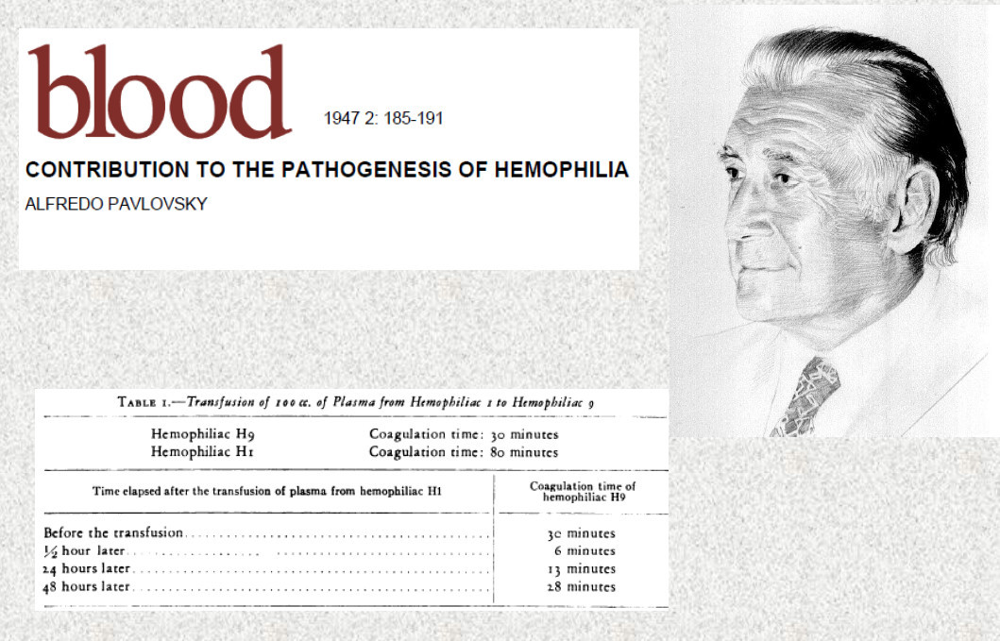 blood
1947 2: 185-191
CONTRIBUTION TO THE PATHOGENESIS OF HEMOPHILIA
ALFREDO PAVLOVSKY
TABLE 1.—Transfusion of 100 cc. of Plasma from Hemophiliac 1 to Hemophiliac 9
Hemophiliac H9 Coagulation time: 30 minutes
Hemophiliac H1 Coagulation time: 80 minutes
Time elapsed after the transfusion of plasma from hemophiliac H1
Coagulation time of
hemophiliac H9
Before the transfusion 30 minutes
½ hour later 6 minutes
24 hours later 13 minutes
48 hours later 28 minutes